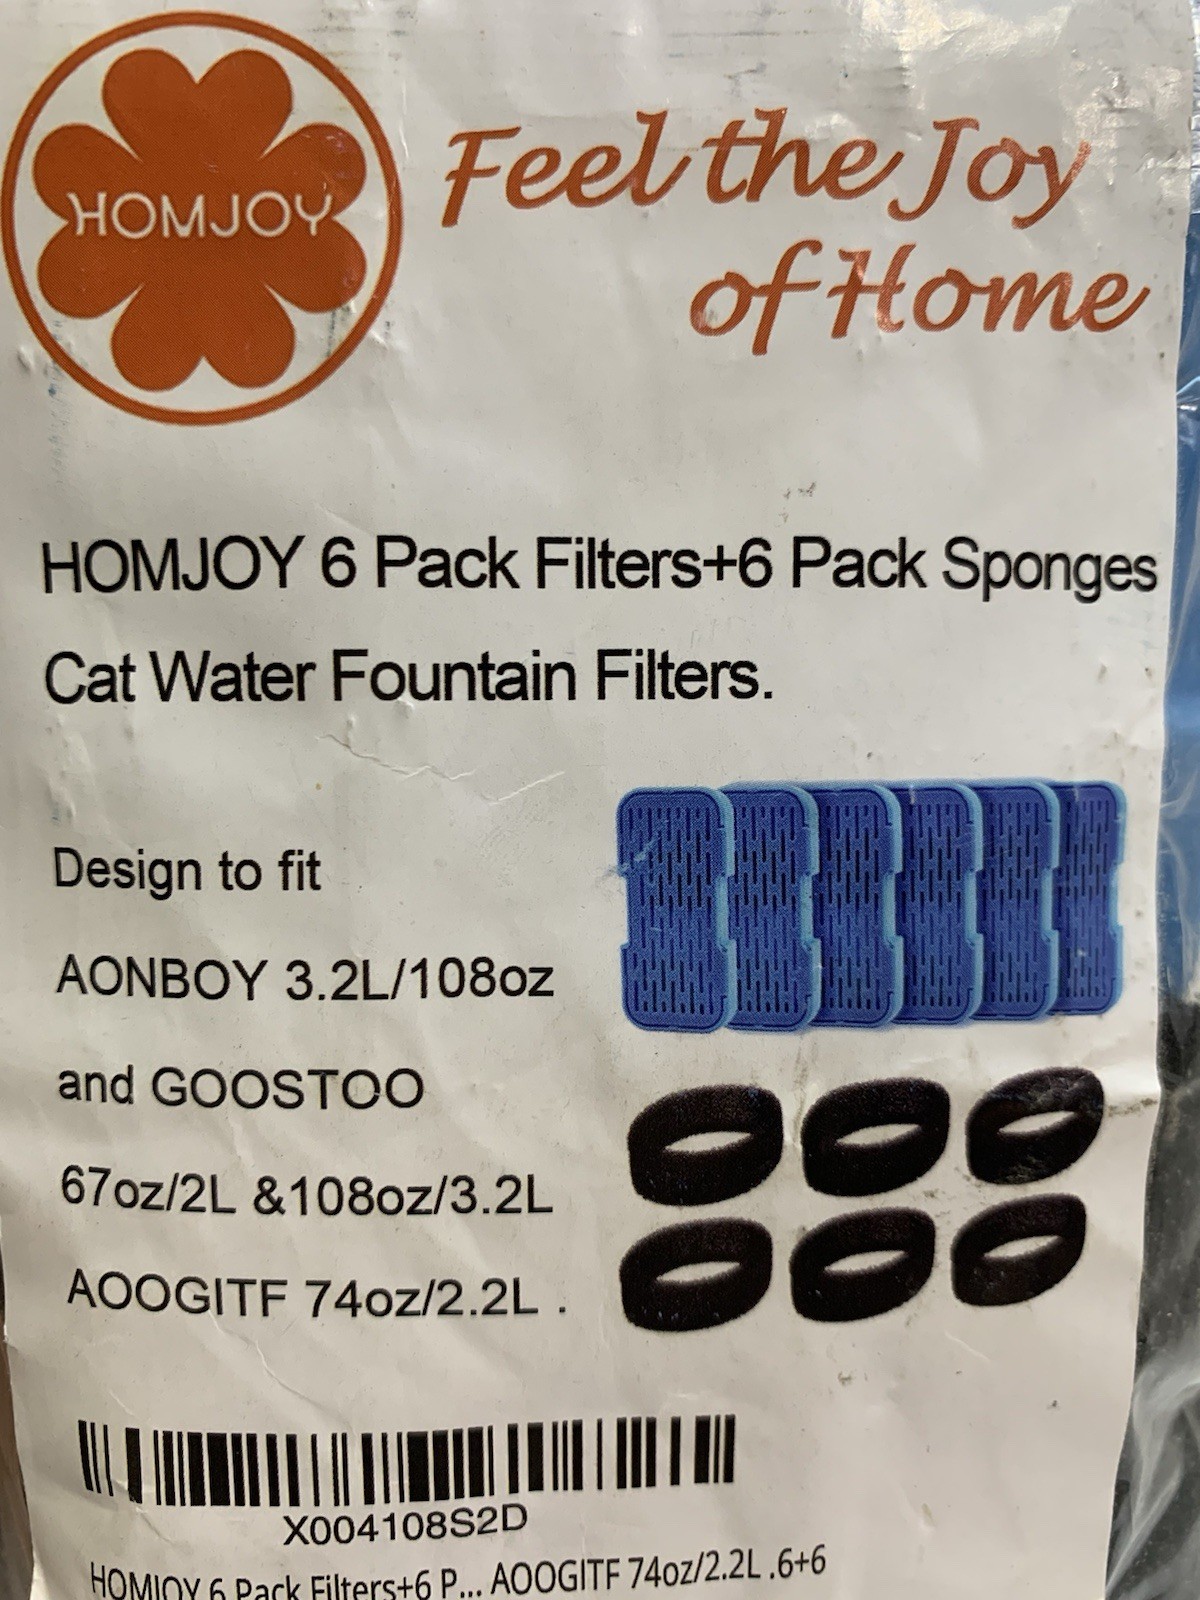 HOMJOY
Feel the Joy
of Home
HOMJOY 6 Pack Filters+6 Pack Sponges
Cat Water Fountain Filters.
Design to fit
AONBOY 3.2L/108oz
and GOOSTOO
67oz/2L &108oz/3.2L
AOOGITF 74oz/2.2L .
X004108S2D
HOMJOY 6 Pack Filters+6 P... AOOGITF 74oz/2.2L .6+6